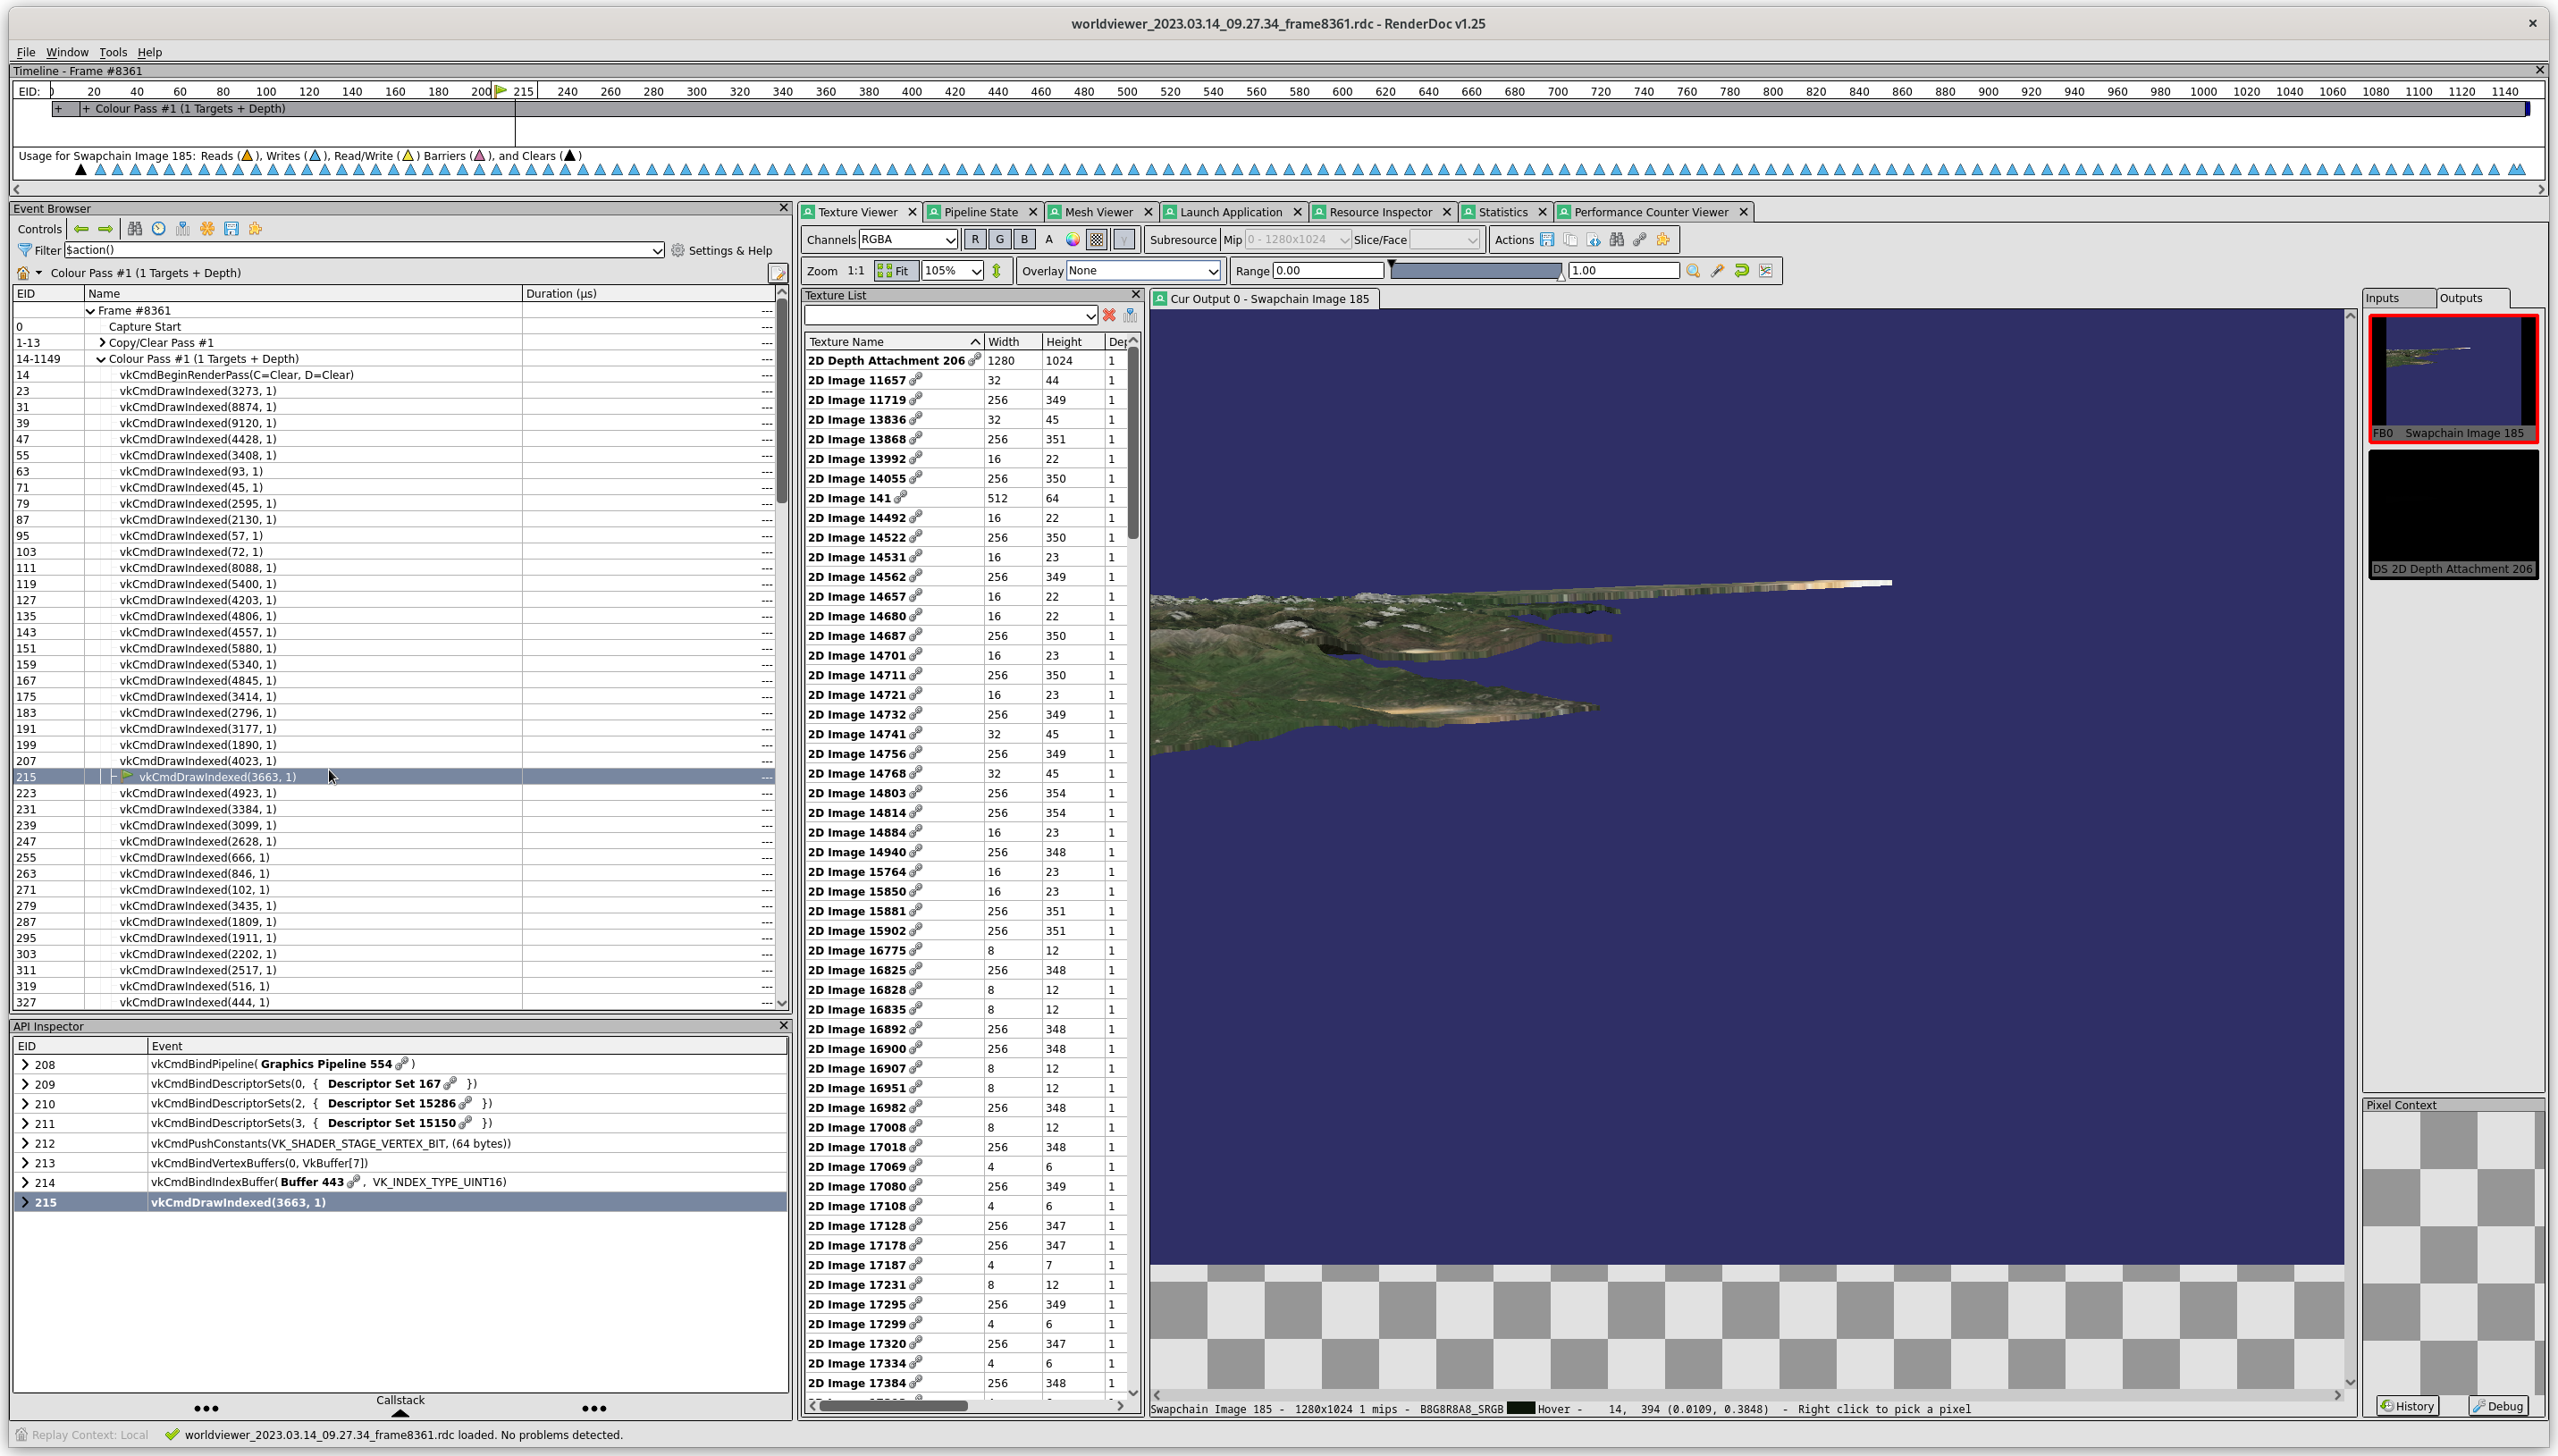 worldviewer_2023.03.14_09.27.34_frame8361.rdc - RenderDoc v1.25
File Window Tools Help
Timeline - Frame #8361
EID: 20 40 60 80 100 120 140 160 180 200 215 240 260 280 300 320 340 360 380 400 420 440 460 480 500 520 540 560 580 600 620 640 660 680 700 720 740 760 780 800 820 840 860 880 900 920 940 960 980 1000 1020 1040 1060 1080 1100 1120 1140
+ + Colour Pass #1 (1 Targets + Depth)
Usage for Swapchain Image 185: Reads ( ), Writes ( ), Read/Write ( ) Barriers ( ), and Clears ( )
Event Browser
Controls
Filter $action() Settings & Help
Colour Pass #1 (1 Targets + Depth)
EID Name Duration (µs)
Frame #8361 ---
0 Capture Start ---
1-13 Copy/Clear Pass #1 ---
14-1149 Colour Pass #1 (1 Targets + Depth) ---
14 vkCmdBeginRenderPass(C=Clear, D=Clear) ---
23 vkCmdDrawIndexed(3273, 1) ---
31 vkCmdDrawIndexed(8874, 1) ---
39 vkCmdDrawIndexed(9120, 1) ---
47 vkCmdDrawIndexed(4428, 1) ---
55 vkCmdDrawIndexed(3408, 1) ---
63 vkCmdDrawIndexed(93, 1) ---
71 vkCmdDrawIndexed(45, 1) ---
79 vkCmdDrawIndexed(2595, 1) ---
87 vkCmdDrawIndexed(2130, 1) ---
95 vkCmdDrawIndexed(57, 1) ---
103 vkCmdDrawIndexed(72, 1) ---
111 vkCmdDrawIndexed(8088, 1) ---
119 vkCmdDrawIndexed(5400, 1) ---
127 vkCmdDrawIndexed(4203, 1) ---
135 vkCmdDrawIndexed(4806, 1) ---
143 vkCmdDrawIndexed(4557, 1) ---
151 vkCmdDrawIndexed(5880, 1) ---
159 vkCmdDrawIndexed(5340, 1) ---
167 vkCmdDrawIndexed(4845, 1) ---
175 vkCmdDrawIndexed(3414, 1) ---
183 vkCmdDrawIndexed(2796, 1) ---
191 vkCmdDrawIndexed(3177, 1) ---
199 vkCmdDrawIndexed(1890, 1) ---
207 vkCmdDrawIndexed(4023, 1) ---
215 vkCmdDrawIndexed(3663, 1) ---
223 vkCmdDrawIndexed(4923, 1) ---
231 vkCmdDrawIndexed(3384, 1) ---
239 vkCmdDrawIndexed(3099, 1) ---
247 vkCmdDrawIndexed(2628, 1) ---
255 vkCmdDrawIndexed(666, 1) ---
263 vkCmdDrawIndexed(846, 1) ---
271 vkCmdDrawIndexed(102, 1) ---
279 vkCmdDrawIndexed(3435, 1) ---
287 vkCmdDrawIndexed(1809, 1) ---
295 vkCmdDrawIndexed(1911, 1) ---
303 vkCmdDrawIndexed(2202, 1) ---
311 vkCmdDrawIndexed(2517, 1) ---
319 vkCmdDrawIndexed(516, 1) ---
327 vkCmdDrawIndexed(444, 1) ---
API Inspector
EID Event
208 vkCmdBindPipeline( Graphics Pipeline 554 )
209 vkCmdBindDescriptorSets(0, { Descriptor Set 167 })
210 vkCmdBindDescriptorSets(2, { Descriptor Set 15286 })
211 vkCmdBindDescriptorSets(3, { Descriptor Set 15150 })
212 vkCmdPushConstants(VK_SHADER_STAGE_VERTEX_BIT, (64 bytes))
213 vkCmdBindVertexBuffers(0, VkBuffer[7])
214 vkCmdBindIndexBuffer( Buffer 443 , VK_INDEX_TYPE_UINT16)
215 vkCmdDrawIndexed(3663, 1)
Callstack
Texture Viewer Pipeline State Mesh Viewer Launch Application Resource Inspector Statistics Performance Counter Viewer
Channels RGBA R G B A γ Subresource Mip 0 - 1280x1024 Slice/Face Actions
Zoom 1:1 Fit 105% Overlay None Range 0.00 1.00
Texture List
Texture Name Width Height Dep
2D Depth Attachment 206 1280 1024 1
2D Image 11657 32 44 1
2D Image 11719 256 349 1
2D Image 13836 32 45 1
2D Image 13868 256 351 1
2D Image 13992 16 22 1
2D Image 14055 256 350 1
2D Image 141 512 64 1
2D Image 14492 16 22 1
2D Image 14522 256 350 1
2D Image 14531 16 23 1
2D Image 14562 256 349 1
2D Image 14657 16 22 1
2D Image 14680 16 22 1
2D Image 14687 256 350 1
2D Image 14701 16 23 1
2D Image 14711 256 350 1
2D Image 14721 16 23 1
2D Image 14732 256 349 1
2D Image 14741 32 45 1
2D Image 14756 256 349 1
2D Image 14768 32 45 1
2D Image 14803 256 354 1
2D Image 14814 256 354 1
2D Image 14884 16 23 1
2D Image 14940 256 348 1
2D Image 15764 16 23 1
2D Image 15850 16 23 1
2D Image 15881 256 351 1
2D Image 15902 256 351 1
2D Image 16775 8 12 1
2D Image 16825 256 348 1
2D Image 16828 8 12 1
2D Image 16835 8 12 1
2D Image 16892 256 348 1
2D Image 16900 256 348 1
2D Image 16907 8 12 1
2D Image 16951 8 12 1
2D Image 16982 256 348 1
2D Image 17008 8 12 1
2D Image 17018 256 348 1
2D Image 17069 4 6 1
2D Image 17080 256 349 1
2D Image 17108 4 6 1
2D Image 17128 256 347 1
2D Image 17178 256 347 1
2D Image 17187 4 7 1
2D Image 17231 8 12 1
2D Image 17295 256 349 1
2D Image 17299 4 6 1
2D Image 17320 256 347 1
2D Image 17334 4 6 1
2D Image 17384 256 348 1
Cur Output 0 - Swapchain Image 185
Swapchain Image 185 - 1280x1024 1 mips - B8G8R8A8_SRGB Hover - 14, 394 (0.0109, 0.3848) - Right click to pick a pixel
Inputs Outputs
FB0 Swapchain Image 185
DS 2D Depth Attachment 206
Pixel Context
History Debug
Replay Context: Local worldviewer_2023.03.14_09.27.34_frame8361.rdc loaded. No problems detected.